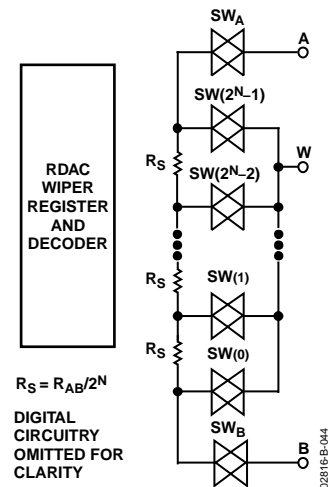 SWA
A
SW(2N–1)
W
RS
SW(2N–2)
RDAC
WIPER
REGISTER
AND
DECODER
RS
SW(1)
RS
SW(0)
RS = RAB/2N
DIGITAL
CIRCUITRY
OMITTED FOR
CLARITY
SWB
B
02816-B-044